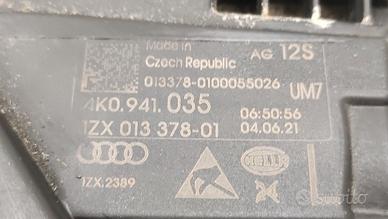 Made in
Czech Republic
AG 12S
013378-0100055026
UM7
4K0.941.035
06:50:56
1ZX 013 378-01
04.06.21
HELLA
1ZX.2389
subito